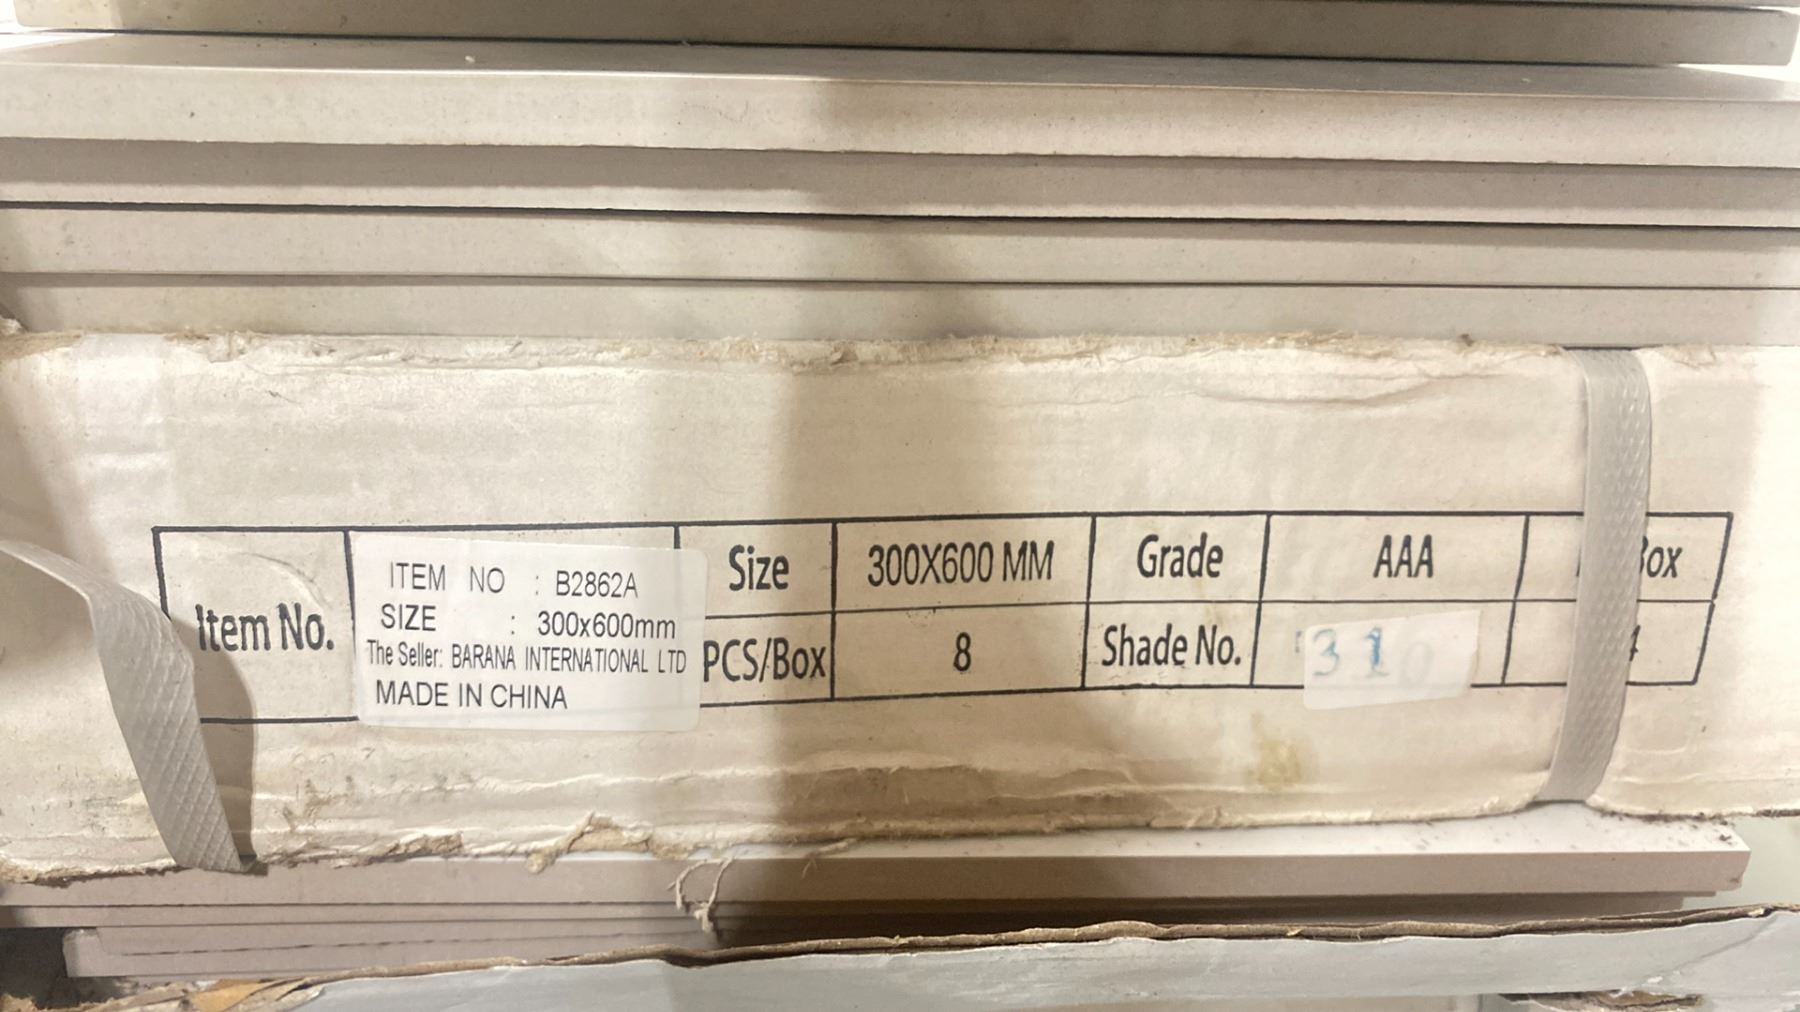 Item No.
ITEM NO : B2862A
SIZE : 300x600mm
The Seller: BARANA INTERNATIONAL LTD
MADE IN CHINA
Size 300X600 MM Grade AAA
PCS/Box 8 Shade No. 310